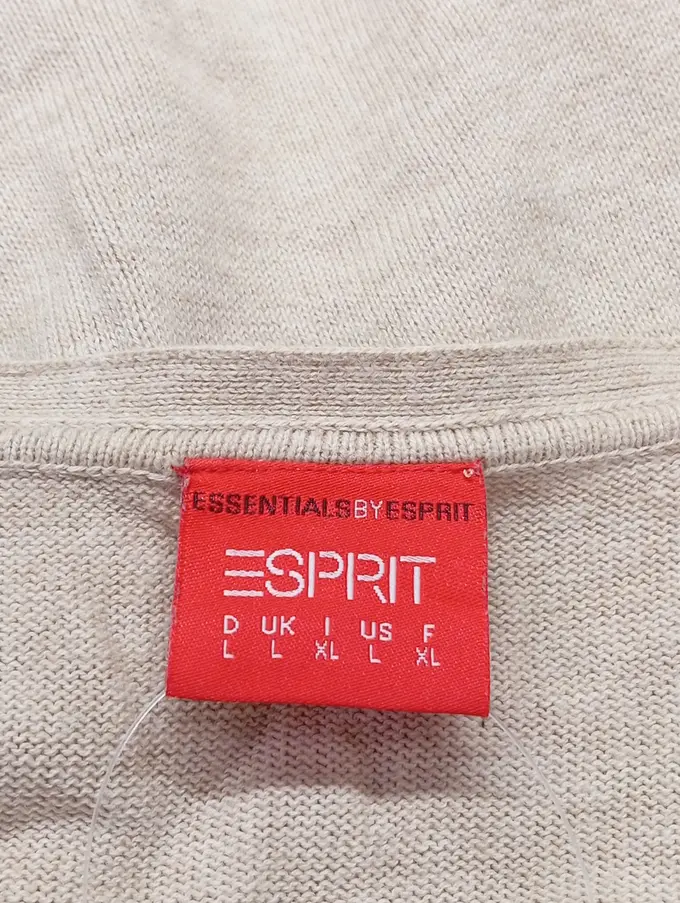 ESSENTIALSBYESPRIT
ESPRIT
D UK I US F
L L XL L XL